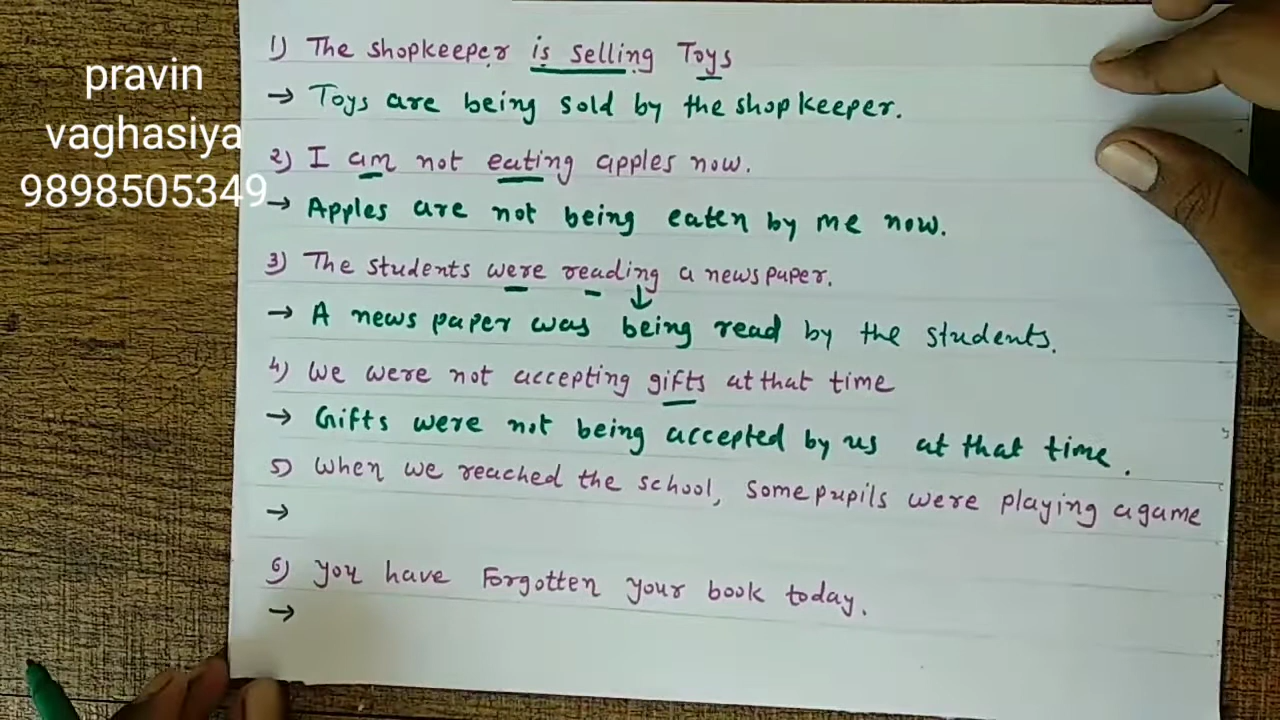 pravin
vaghasiya
9898505349
1) The shopkeeper is selling Toys
→ Toys are being sold by the shopkeeper.
2) I am not eating apples now.
→ Apples are not being eaten by me now.
3) The students were reading a newspaper.
→ A news paper was being read by the students.
4) We were not accepting gifts at that time
→ Gifts were not being accepted by us at that time.
5) When we reached the school, some pupils were playing a game
→
6) you have Forgotten your book today.
→